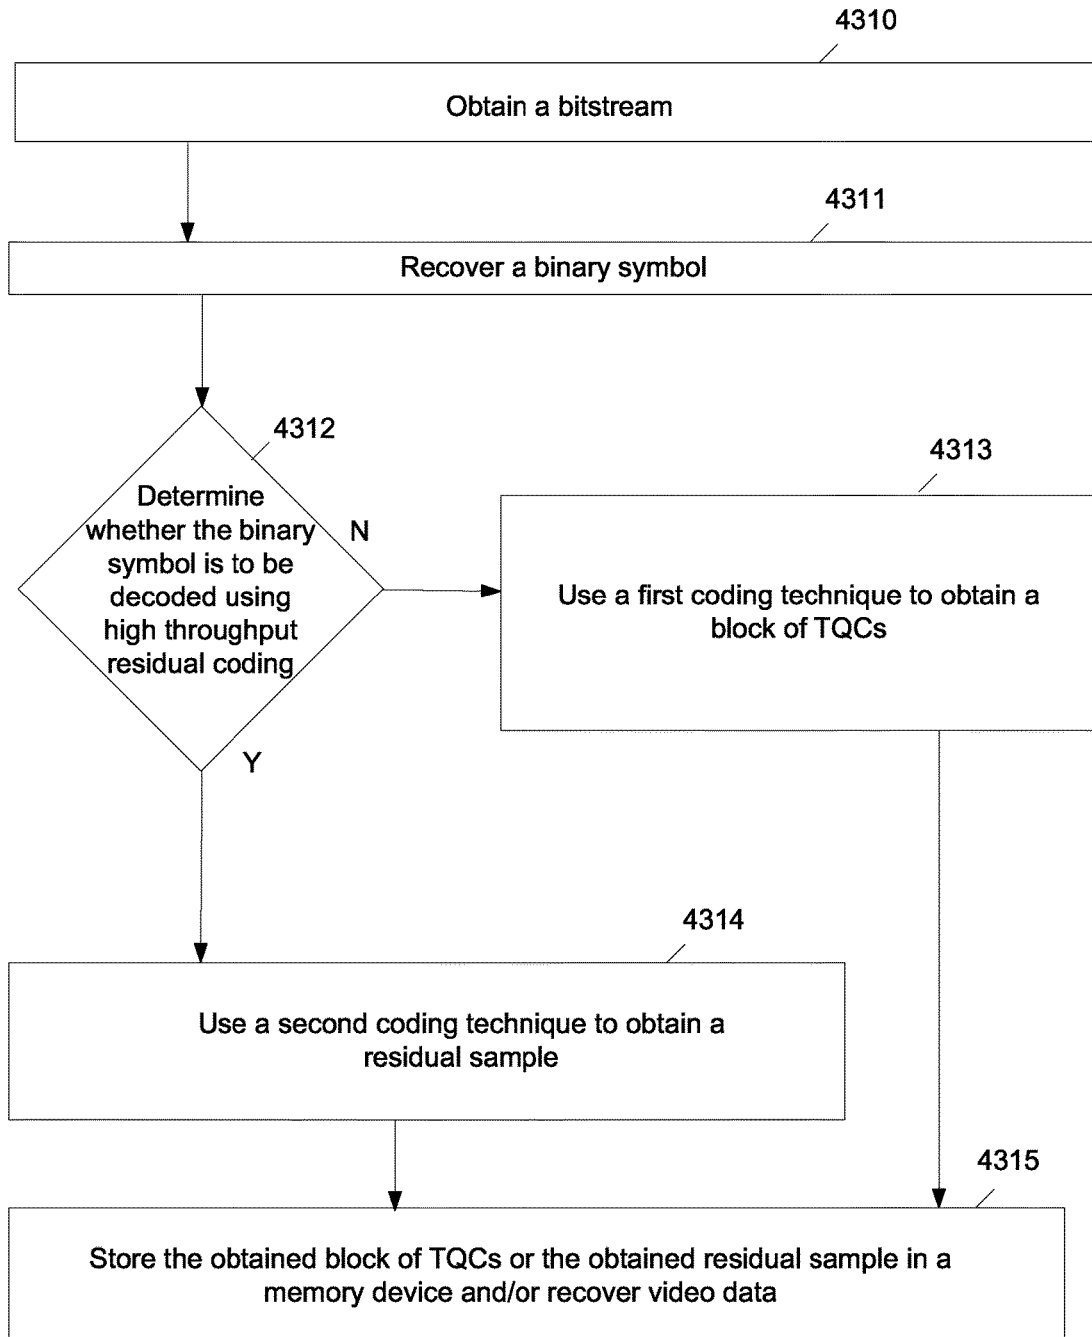 4310
Obtain a bitstream
4311
Recover a binary symbol
4312
Determine
whether the binary
symbol is to be
decoded using
high throughput
residual coding
N
Y
4313
Use a first coding technique to obtain a
block of TQCs
4314
Use a second coding technique to obtain a
residual sample
4315
Store the obtained block of TQCs or the obtained residual sample in a
memory device and/or recover video data